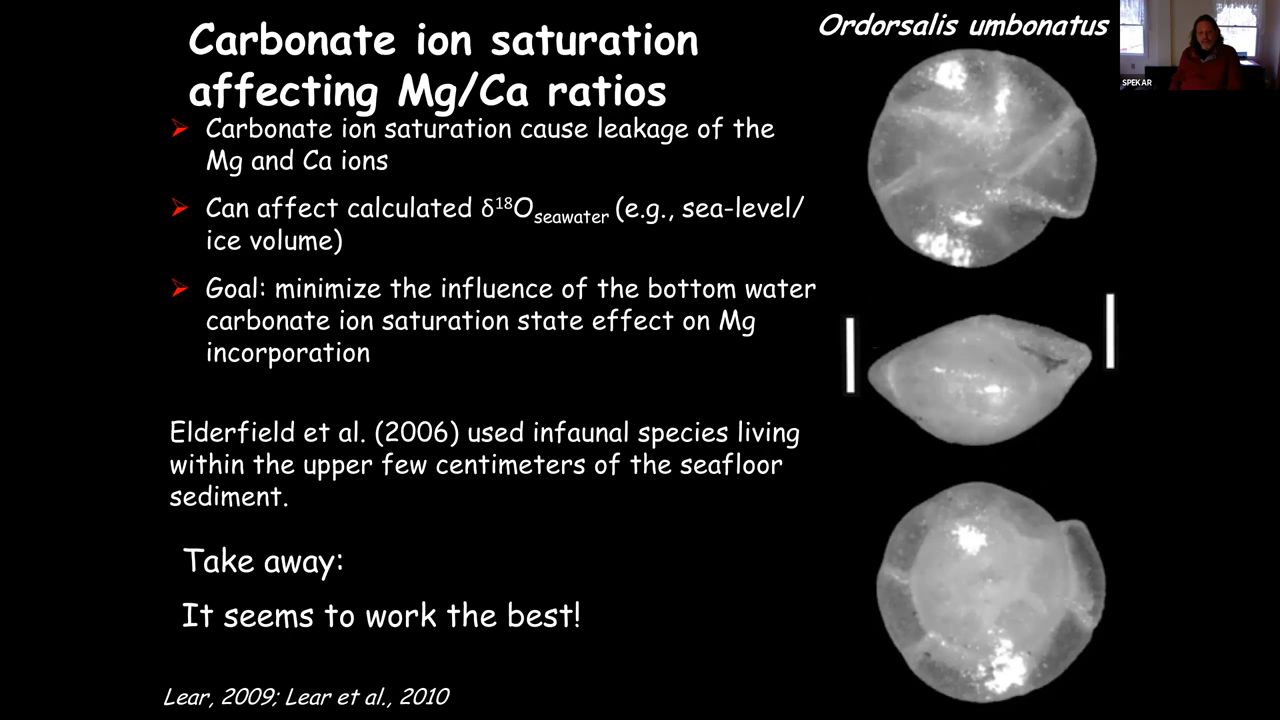 Carbonate ion saturation
affecting Mg/Ca ratios
Carbonate ion saturation cause leakage of the
Mg and Ca ions
Can affect calculated δ¹⁸Oseawater (e.g., sea-level/
ice volume)
Goal: minimize the influence of the bottom water
carbonate ion saturation state effect on Mg
incorporation
Elderfield et al. (2006) used infaunal species living
within the upper few centimeters of the seafloor
sediment.
Take away:
It seems to work the best!
Lear, 2009; Lear et al., 2010
Ordorsalis umbonatus
SPEKAR